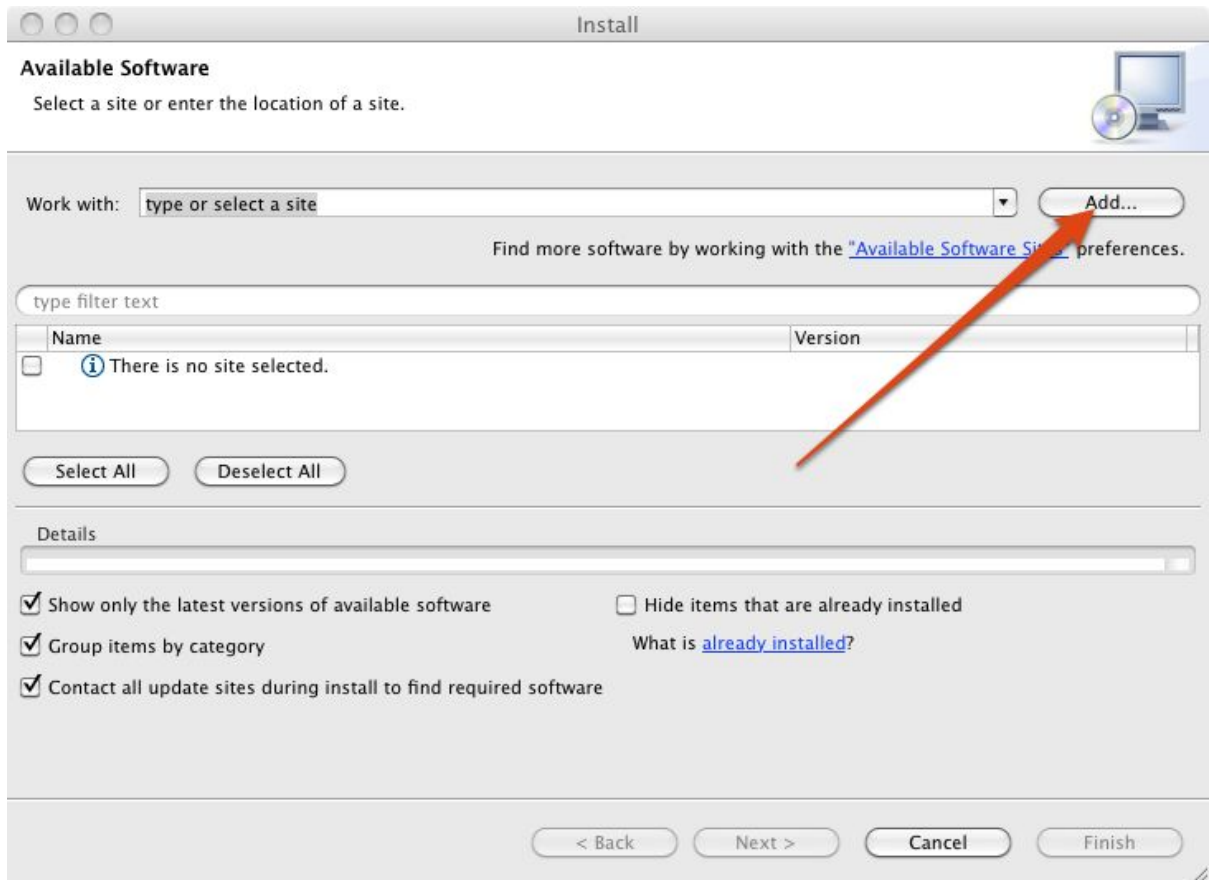 Install
Available Software
Select a site or enter the location of a site.
Work with: type or select a site Add...
Find more software by working with the "Available Software Sites" preferences.
type filter text
Name Version
There is no site selected.
Select All Deselect All
Details
Show only the latest versions of available software Hide items that are already installed
Group items by category What is already installed?
Contact all update sites during install to find required software
< Back Next > Cancel Finish